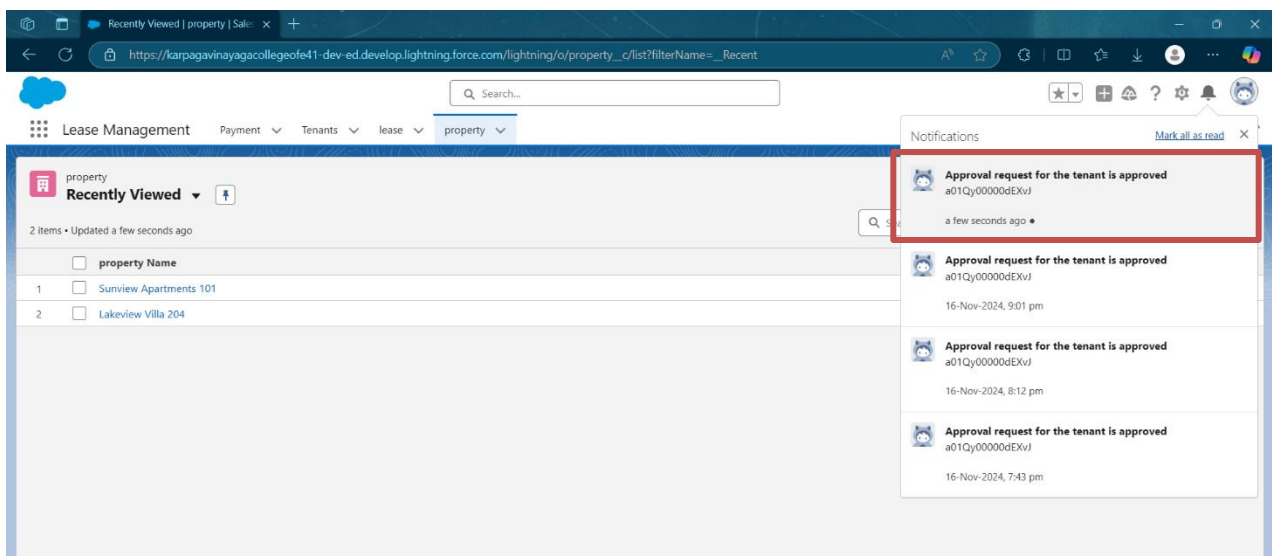 Recently Viewed | property | Sale
https://karpagavinayagacollegeofe41-dev-ed.develop.lightning.force.com/lightning/o/property__c/list?filterName=__Recent
Search...
Lease Management Payment Tenants lease property
Notifications Mark all as read
property
Recently Viewed
2 items • Updated a few seconds ago
property Name
1 Sunview Apartments 101
2 Lakeview Villa 204
Approval request for the tenant is approved
a01Qy00000dEXvJ
a few seconds ago
Approval request for the tenant is approved
a01Qy00000dEXvJ
16-Nov-2024, 9:01 pm
Approval request for the tenant is approved
a01Qy00000dEXvJ
16-Nov-2024, 8:12 pm
Approval request for the tenant is approved
a01Qy00000dEXvJ
16-Nov-2024, 7:43 pm